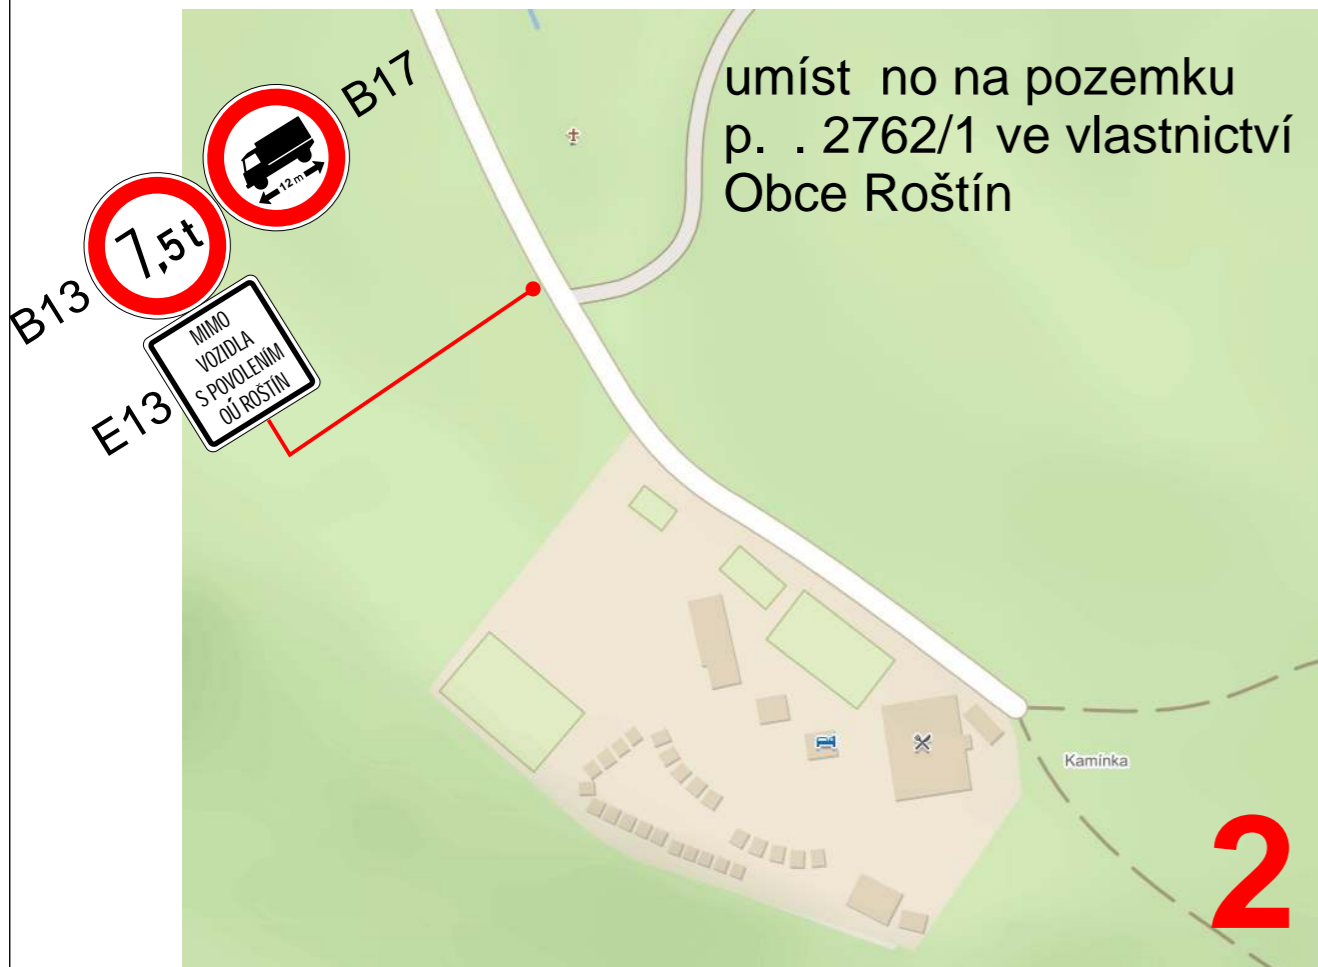 umíst no na pozemku
p. . 2762/1 ve vlastnictví
Obce Roštín
B17
12m
7,5t
B13
MIMO
VOZIDLA
S POVOLENÍM
OÚ ROŠTÍN
E13
Kamínka
2